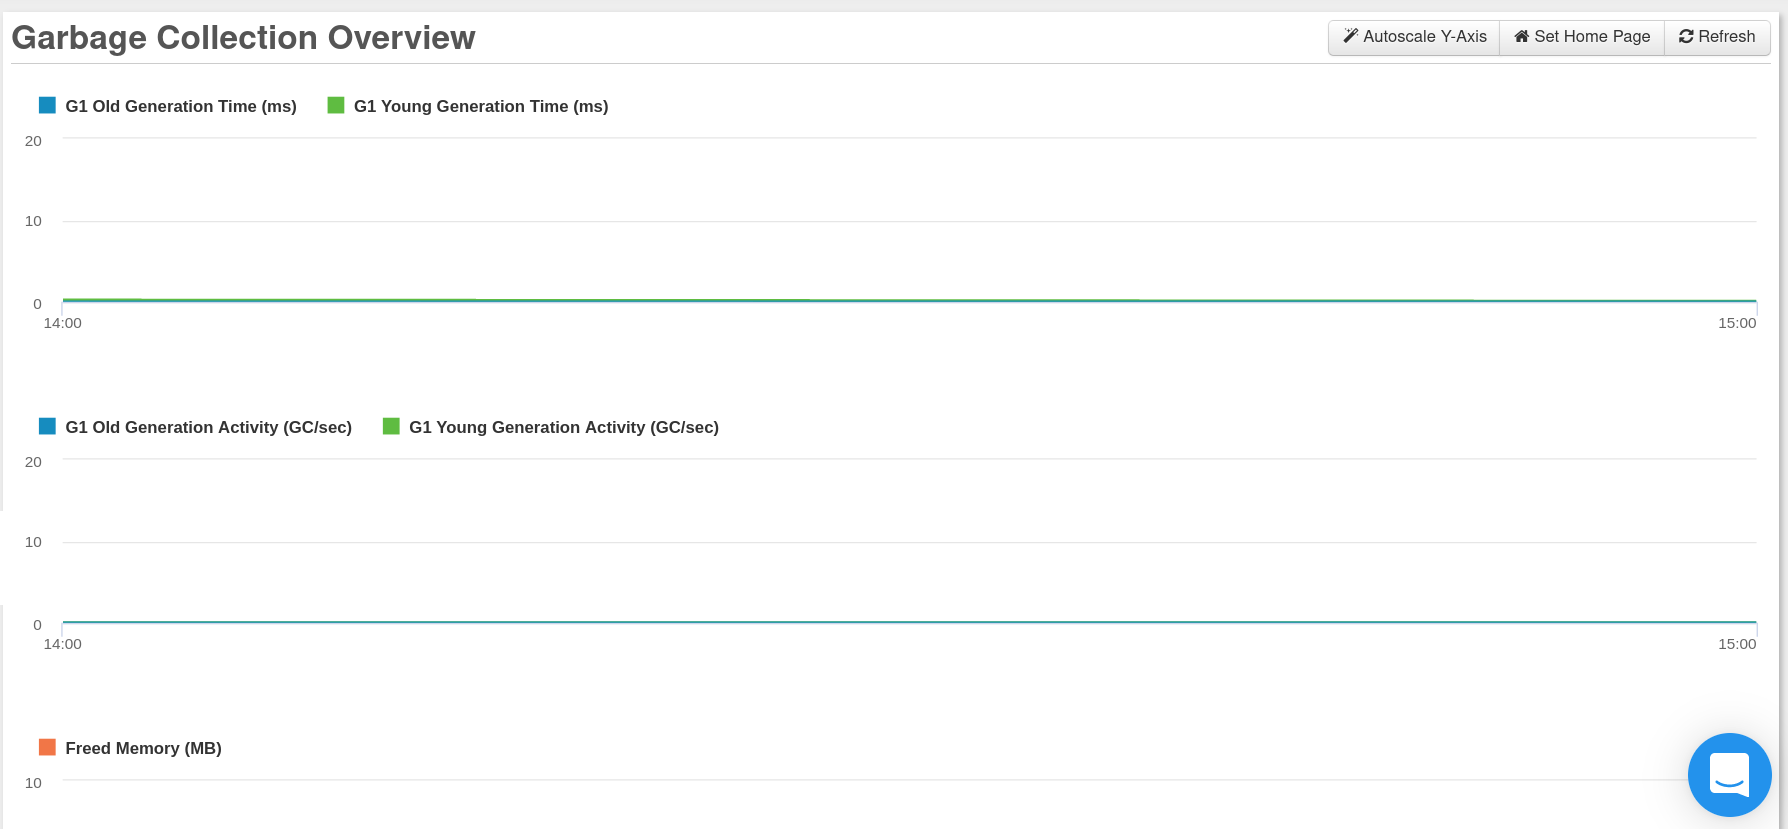 Garbage Collection Overview
Autoscale Y-Axis Set Home Page Refresh
G1 Old Generation Time (ms) G1 Young Generation Time (ms)
20
10
0
14:00 15:00
G1 Old Generation Activity (GC/sec) G1 Young Generation Activity (GC/sec)
20
10
0
14:00 15:00
Freed Memory (MB)
10